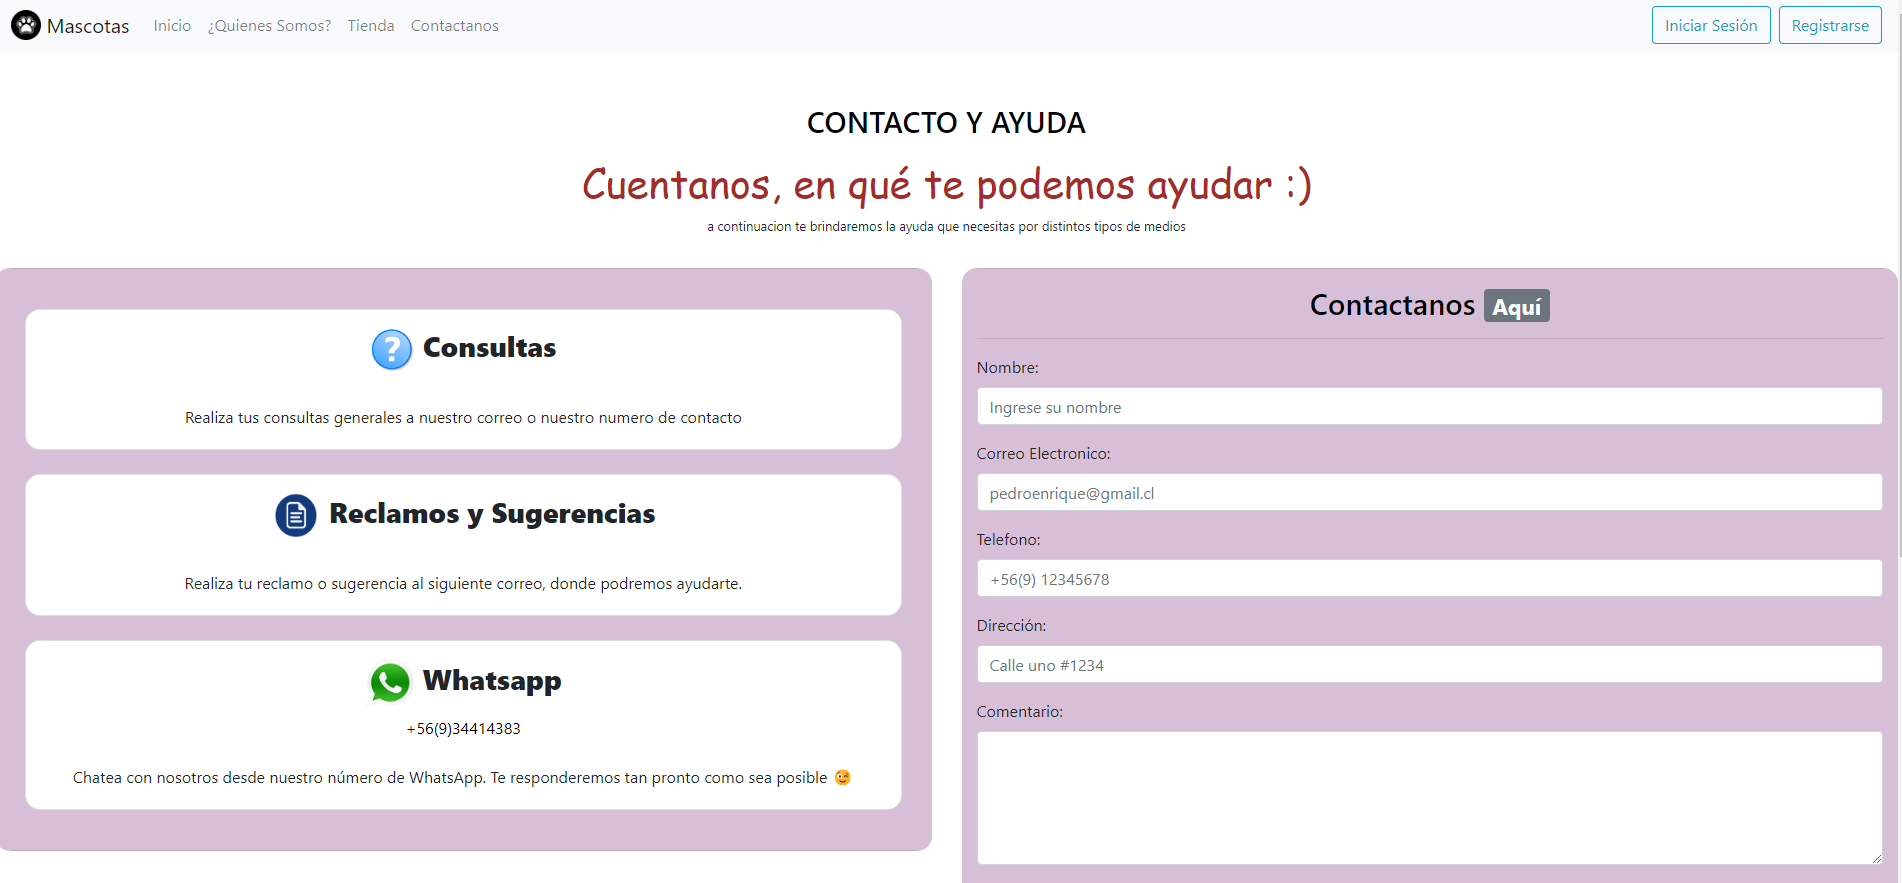 Mascotas Inicio ¿Quienes Somos? Tienda Contactanos Iniciar Sesión Registrarse
CONTACTO Y AYUDA
Cuentanos, en qué te podemos ayudar :)
a continuacion te brindaremos la ayuda que necesitas por distintos tipos de medios
? Consultas
Realiza tus consultas generales a nuestro correo o nuestro numero de contacto
Reclamos y Sugerencias
Realiza tu reclamo o sugerencia al siguiente correo, donde podremos ayudarte.
Whatsapp
+56(9)34414383
Chatea con nosotros desde nuestro número de WhatsApp. Te responderemos tan pronto como sea posible 😉
Contactanos Aquí
Nombre:
Ingrese su nombre
Correo Electronico:
pedroenrique@gmail.cl
Telefono:
+56(9) 12345678
Dirección:
Calle uno #1234
Comentario: